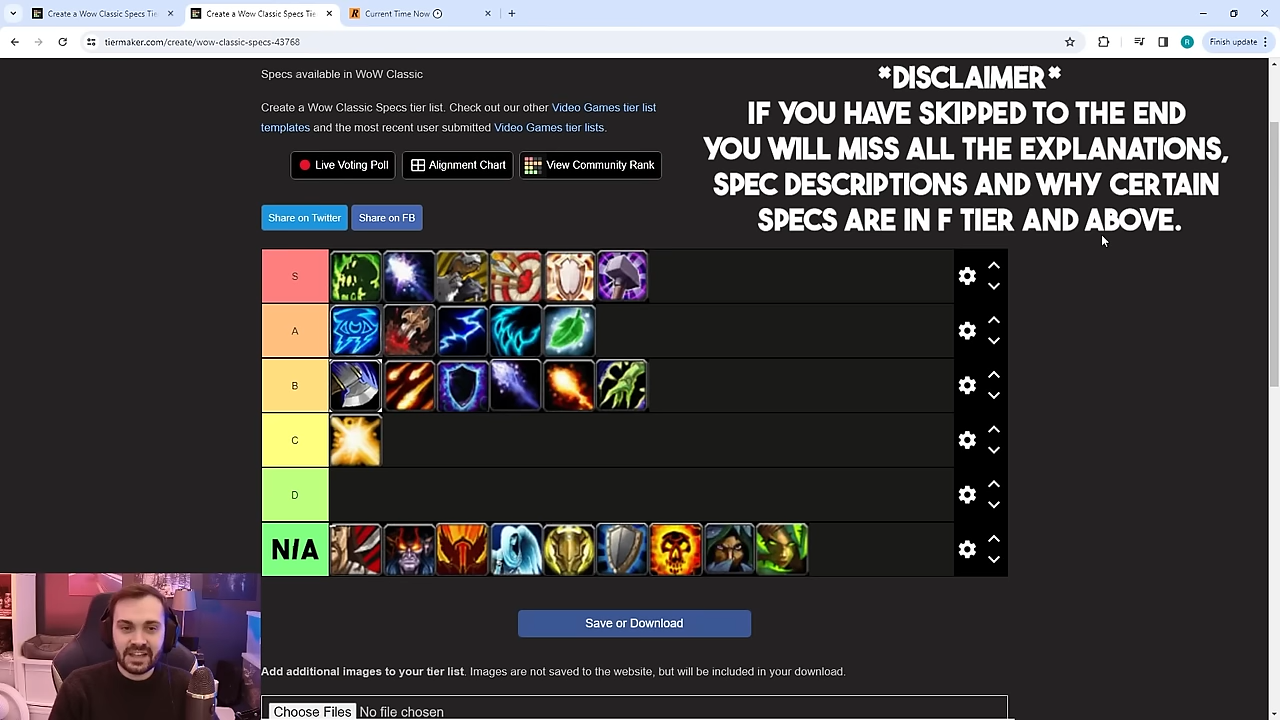 Create a Wow Classic Specs Tie
Create a Wow Classic Specs Tie
Current Time Now
tiermaker.com/create/wow-classic-specs-43768
R
Finish update
Specs available in WoW Classic
Create a Wow Classic Specs tier list. Check out our other Video Games tier list
templates and the most recent user submitted Video Games tier lists.
Live Voting Poll
Alignment Chart
View Community Rank
Share on Twitter
Share on FB
*DISCLAIMER*
IF YOU HAVE SKIPPED TO THE END
YOU WILL MISS ALL THE EXPLANATIONS,
SPEC DESCRIPTIONS AND WHY CERTAIN
SPECS ARE IN F TIER AND ABOVE.
S
A
B
C
D
N/A
Save or Download
Add additional images to your tier list. Images are not saved to the website, but will be included in your download.
Choose Files No file chosen